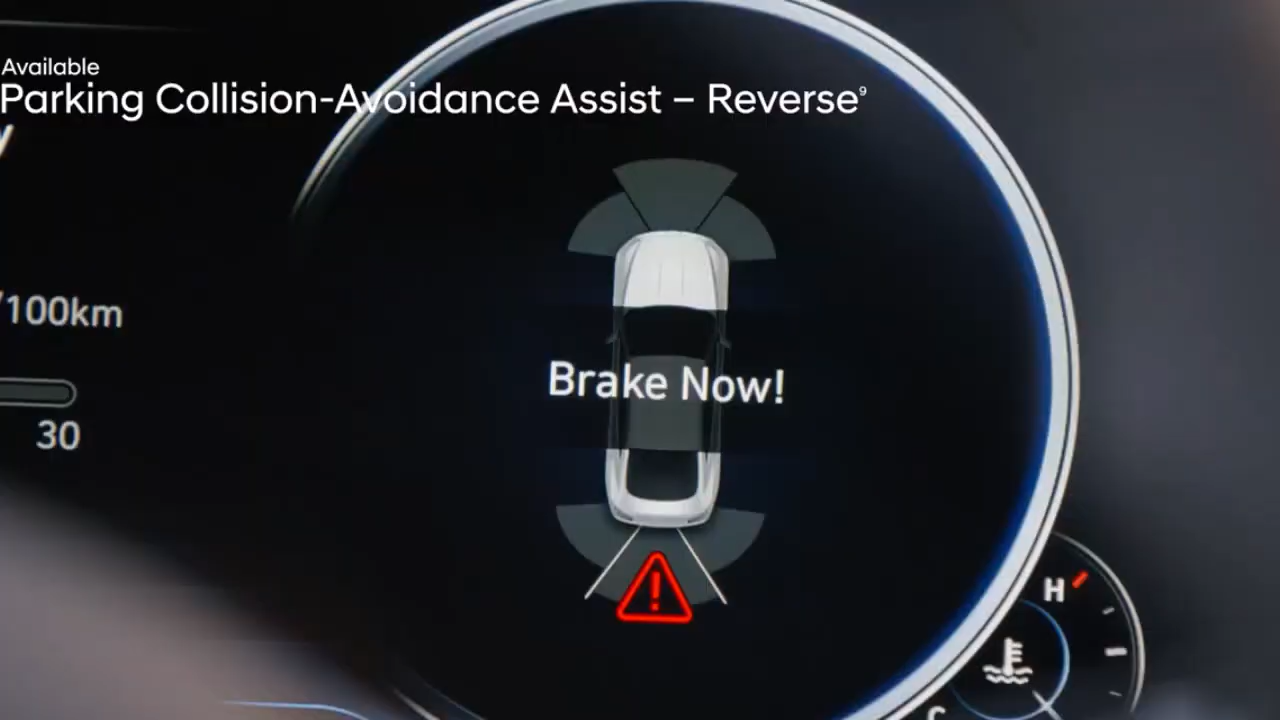 Available
Parking Collision-Avoidance Assist – Reverse⁹
y
/100km
Brake Now!
30
H
C